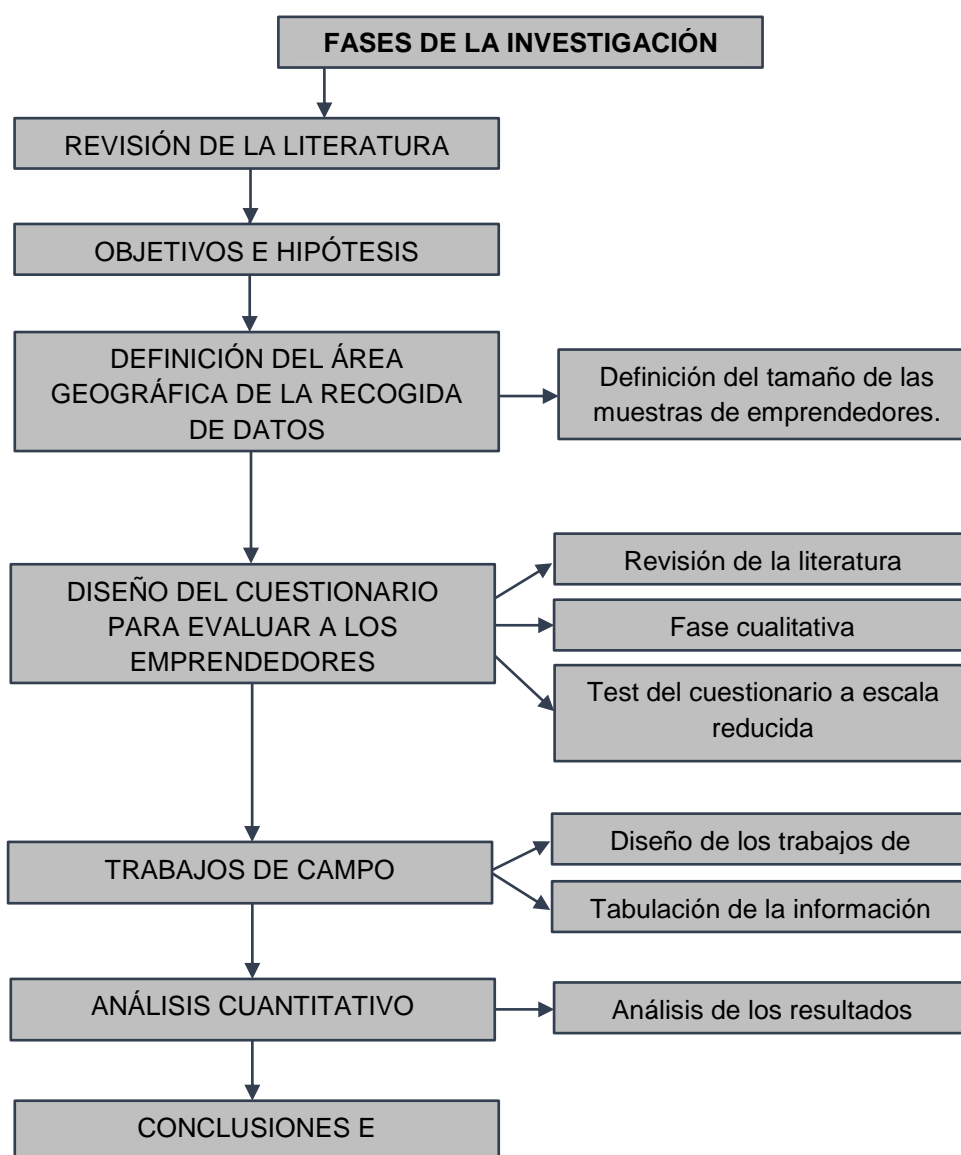 FASES DE LA INVESTIGACIÓN
REVISIÓN DE LA LITERATURA
OBJETIVOS E HIPÓTESIS
DEFINICIÓN DEL ÁREA
GEOGRÁFICA DE LA RECOGIDA
DE DATOS
Definición del tamaño de las
muestras de emprendedores.
DISEÑO DEL CUESTIONARIO
PARA EVALUAR A LOS
EMPRENDEDORES
Revisión de la literatura
Fase cualitativa
Test del cuestionario a escala
reducida
TRABAJOS DE CAMPO
Diseño de los trabajos de
Tabulación de la información
ANÁLISIS CUANTITATIVO
Análisis de los resultados
CONCLUSIONES E